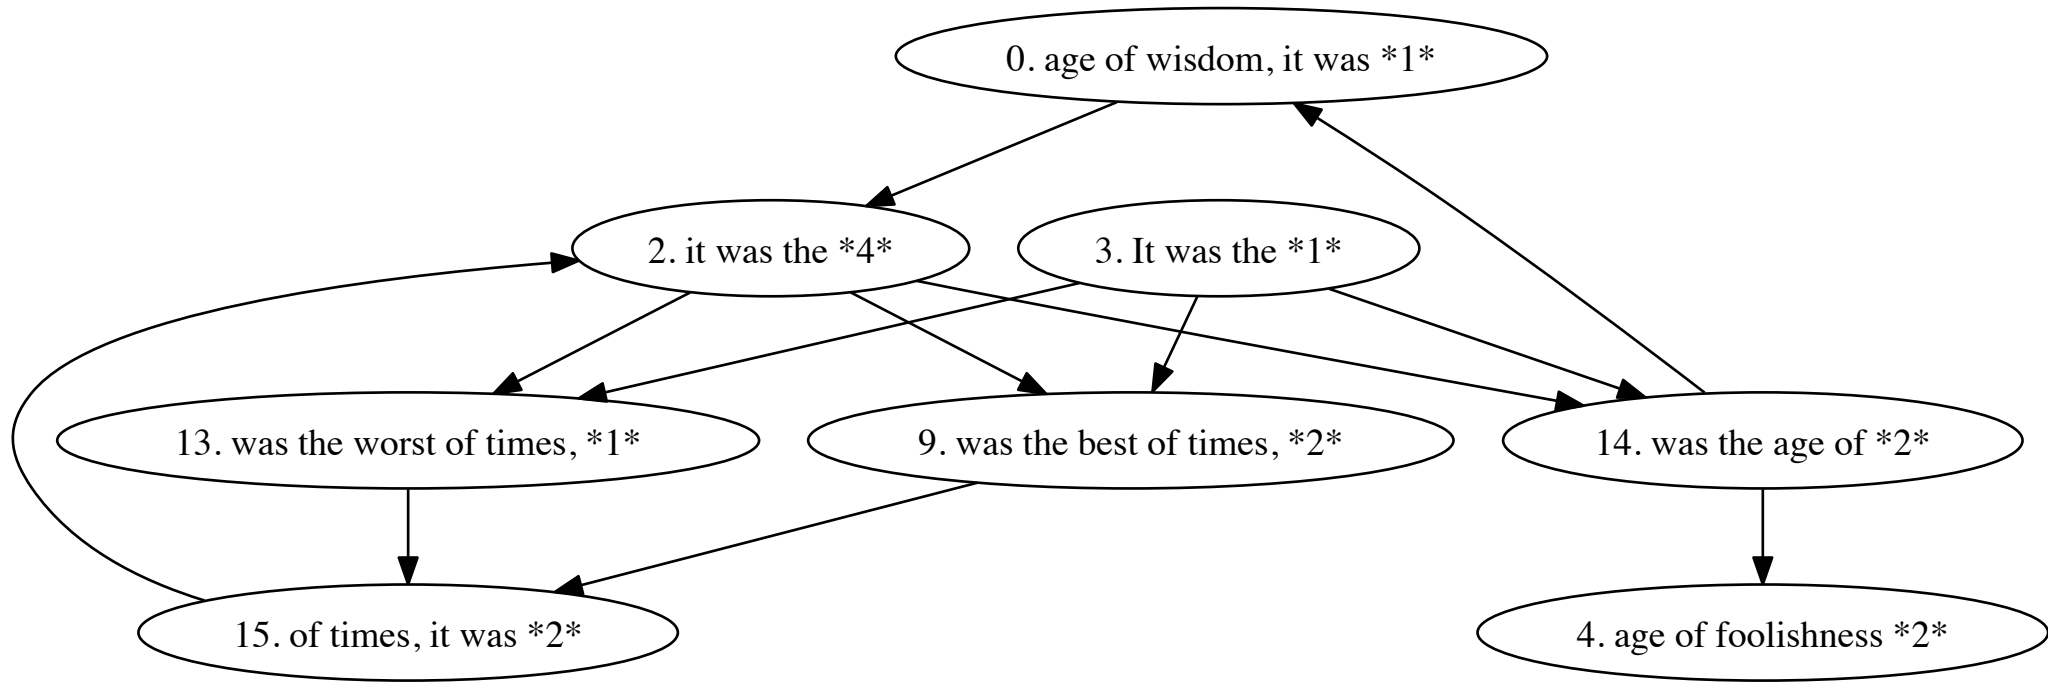 0. age of wisdom, it was *1*
2. it was the *4*
3. It was the *1*
13. was the worst of times, *1*
9. was the best of times, *2*
14. was the age of *2*
15. of times, it was *2*
4. age of foolishness *2*